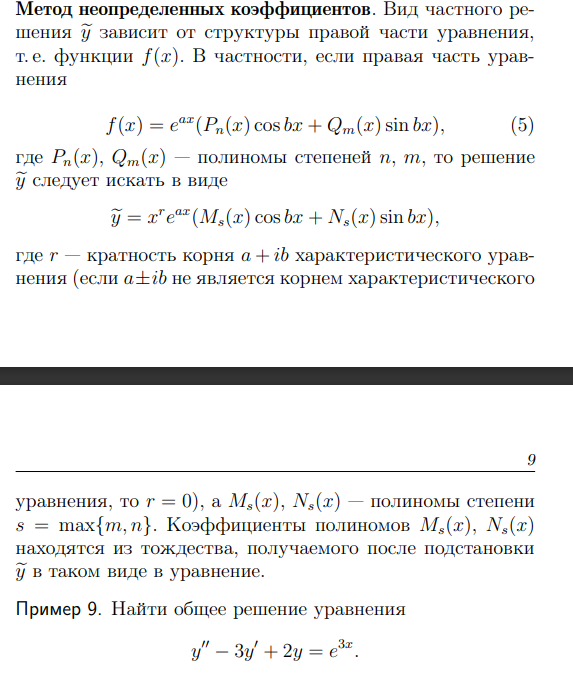 Метод неопределенных коэффициентов. Вид частного ре-
шения ỹ зависит от структуры правой части уравнения,
т. е. функции f(x). В частности, если правая часть урав-
нения
f(x) = e^{ax}(P_n(x) cos bx + Q_m(x) sin bx), (5)
где P_n(x), Q_m(x) — полиномы степеней n, m, то решение
ỹ следует искать в виде
ỹ = x^r e^{ax}(M_s(x) cos bx + N_s(x) sin bx),
где r — кратность корня a + ib характеристического урав-
нения (если a±ib не является корнем характеристического
9
уравнения, то r = 0), а M_s(x), N_s(x) — полиномы степени
s = max{m, n}. Коэффициенты полиномов M_s(x), N_s(x)
находятся из тождества, получаемого после подстановки
ỹ в таком виде в уравнение.
Пример 9. Найти общее решение уравнения
y″ − 3y′ + 2y = e^{3x}.